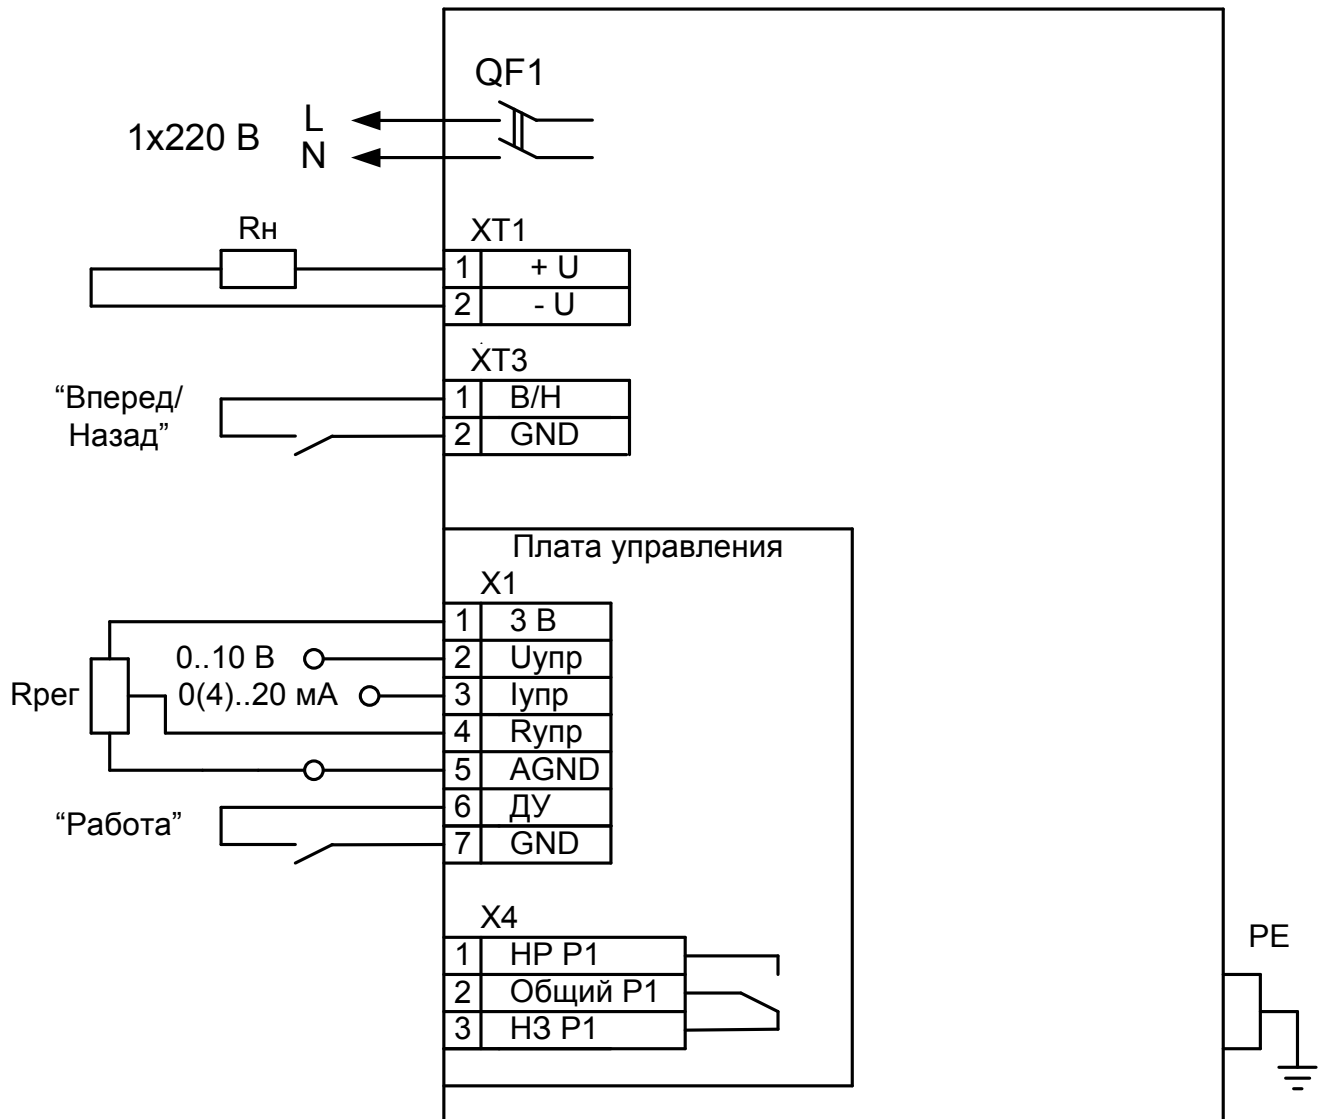 QF1
1x220 В
L
N
Rн
XT1
1 + U
2 - U
XT3
“Вперед/
Назад”
1 В/Н
2 GND
Плата управления
X1
1 3 В
0..10 В 2 Uупр
Rрег 0(4)..20 мА 3 Iупр
4 Rупр
5 AGND
6 ДУ
“Работа”
7 GND
X4
1 НР Р1
2 Общий Р1
3 НЗ Р1
PE